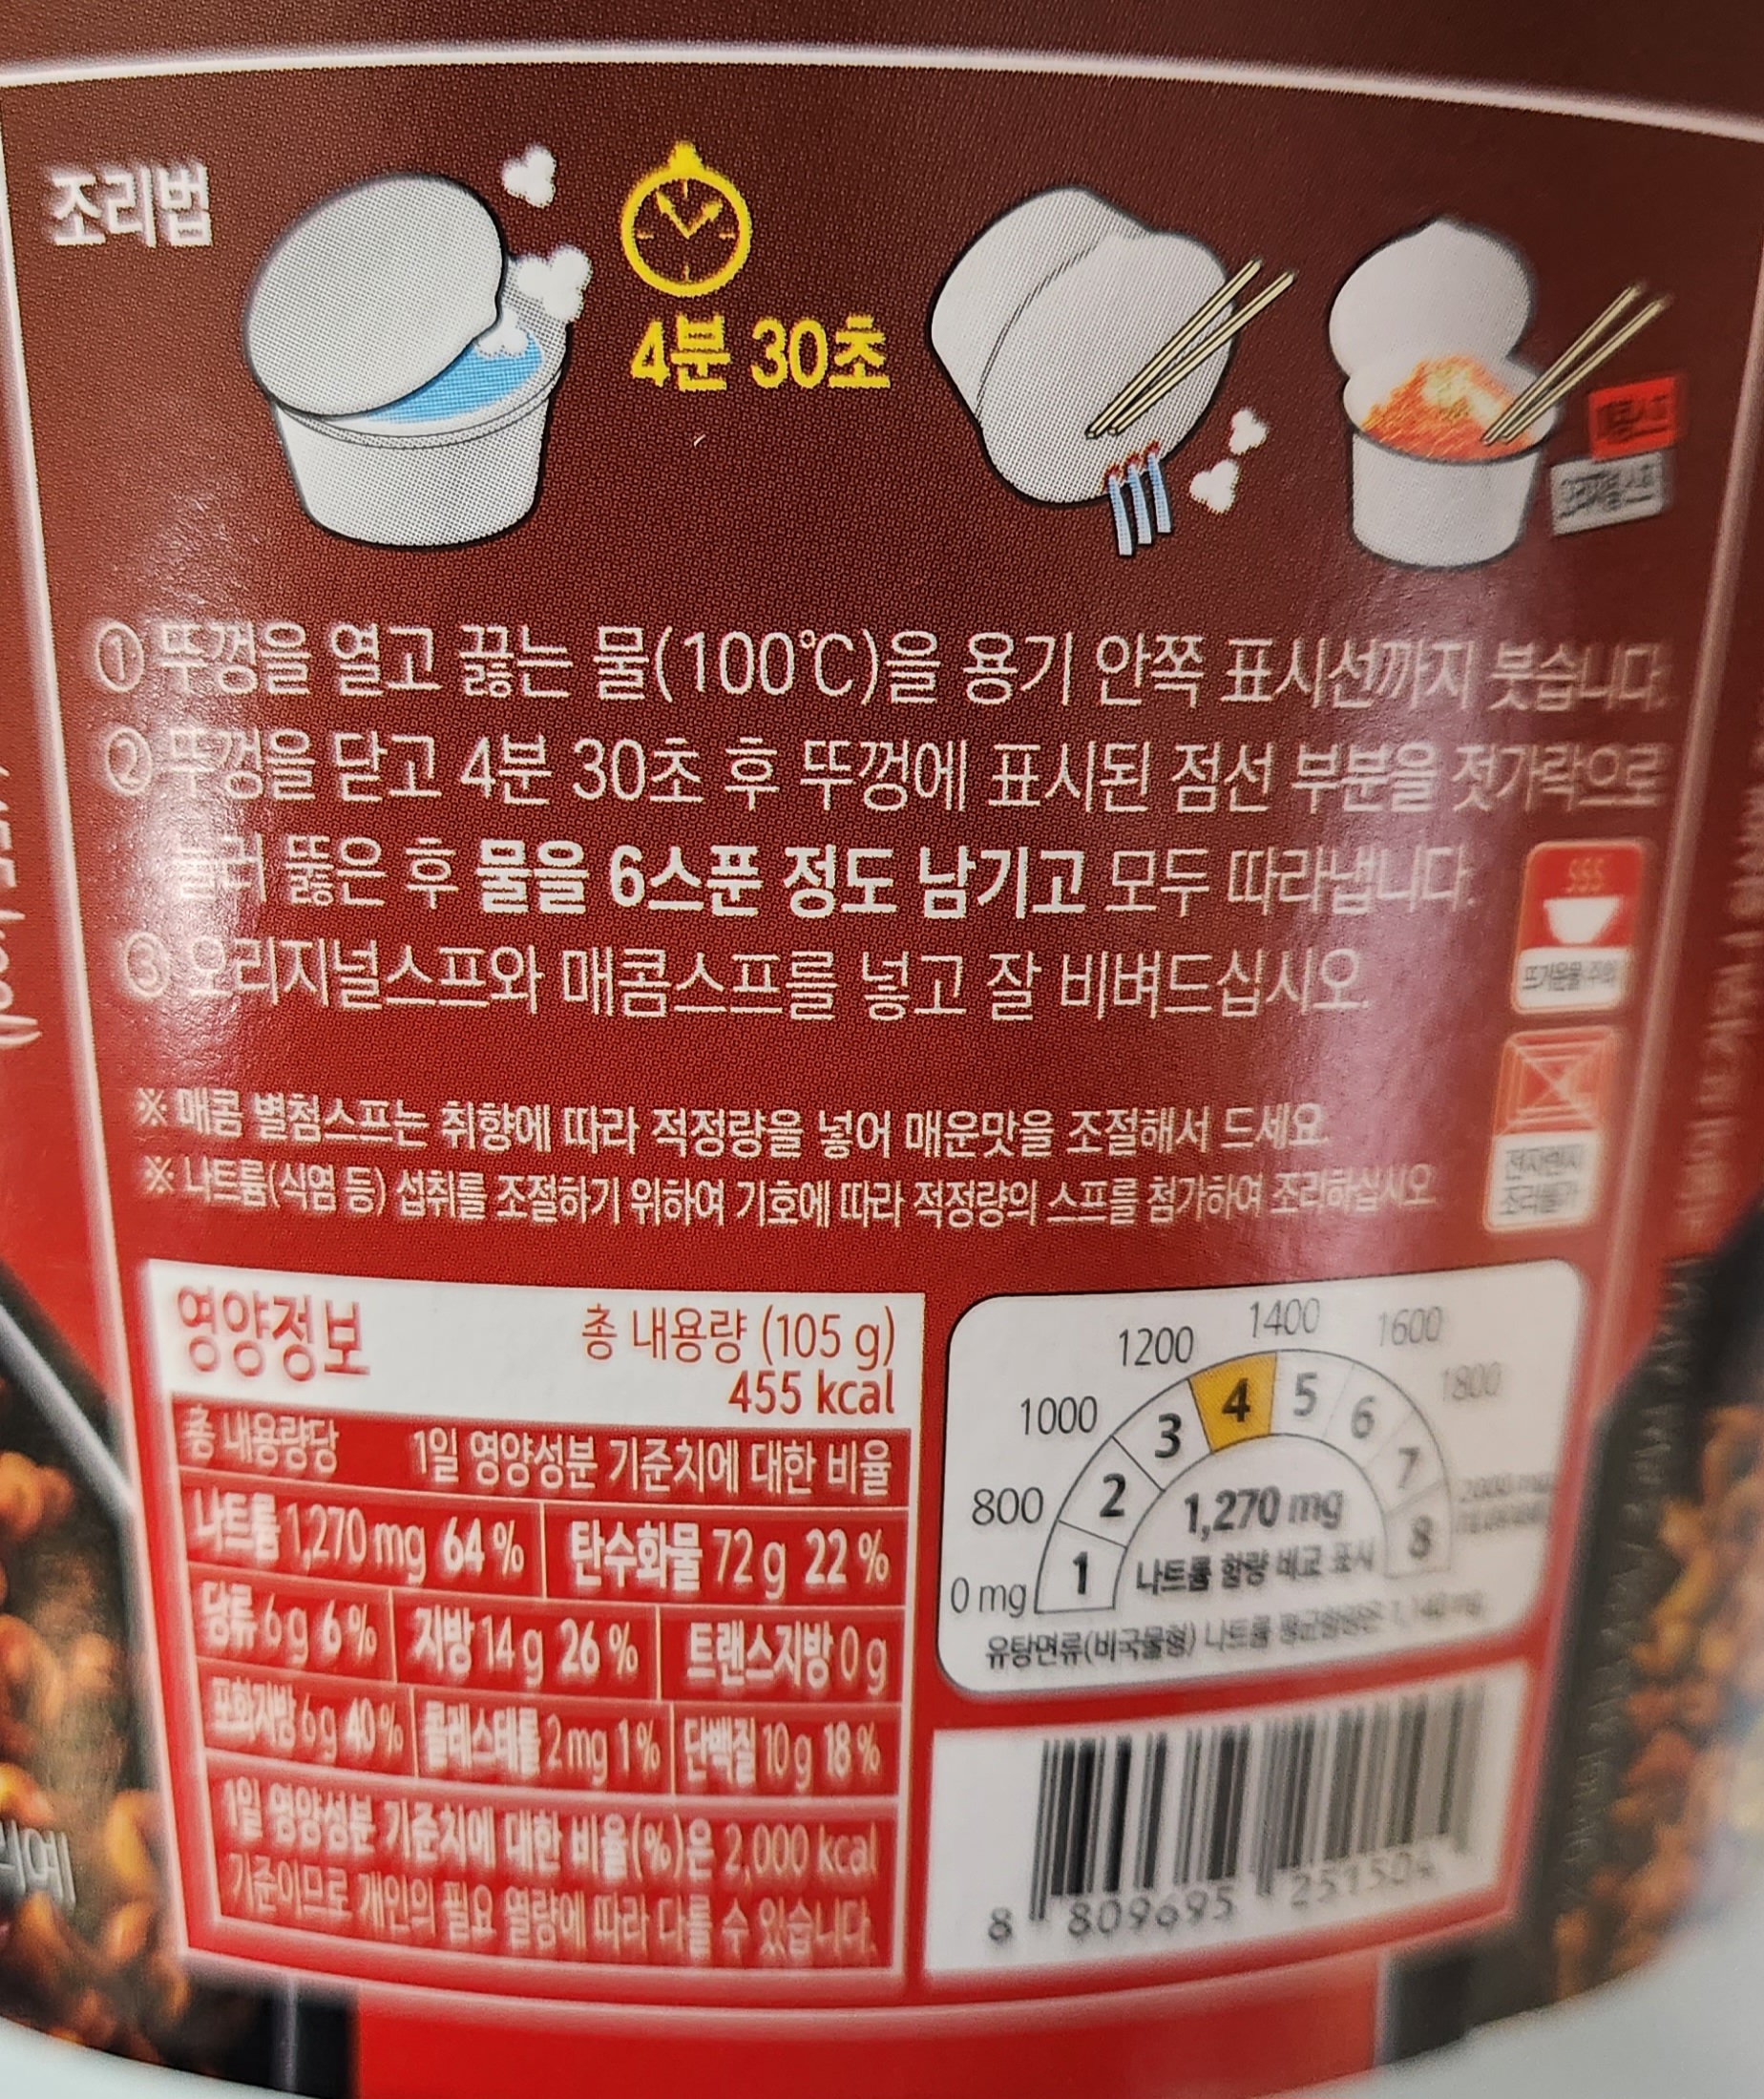 조리법
4분 30초
① 뚜껑을 열고 끓는 물(100℃)을 용기 안쪽 표시선까지 붓습니다.
② 뚜껑을 닫고 4분 30초 후 뚜껑에 표시된 점선 부분을 젓가락으로
눌러 뚫은 후 물을 6스푼 정도 남기고 모두 따라냅니다.
③ 오리지널스프와 매콤스프를 넣고 잘 비벼드십시오.
뜨거운물 주의
전자렌지
조리불가
※ 매콤 별첨스프는 취향에 따라 적정량을 넣어 매운맛을 조절해서 드세요.
※ 나트륨(식염 등) 섭취를 조절하기 위하여 기호에 따라 적정량의 스프를 첨가하여 조리하십시오.
영양정보
총 내용량 (105 g)
455 kcal
총 내용량당 1일 영양성분 기준치에 대한 비율
나트륨 1,270 mg 64 % 탄수화물 72 g 22 %
당류 6 g 6 % 지방 14 g 26 % 트랜스지방 0 g
포화지방 6 g 40 % 콜레스테롤 2 mg 1 % 단백질 10 g 18 %
1일 영양성분 기준치에 대한 비율(%)은 2,000 kcal
기준이므로 개인의 필요 열량에 따라 다를 수 있습니다.
0 mg 800 1000 1200 1400 1600 1800
1 2 3 4 5 6 7 8
1,270 mg
나트륨 함량 비교 표시
유탕면류(비국물형) 나트륨 평균함량은 1,140 mg
8 809695 251504